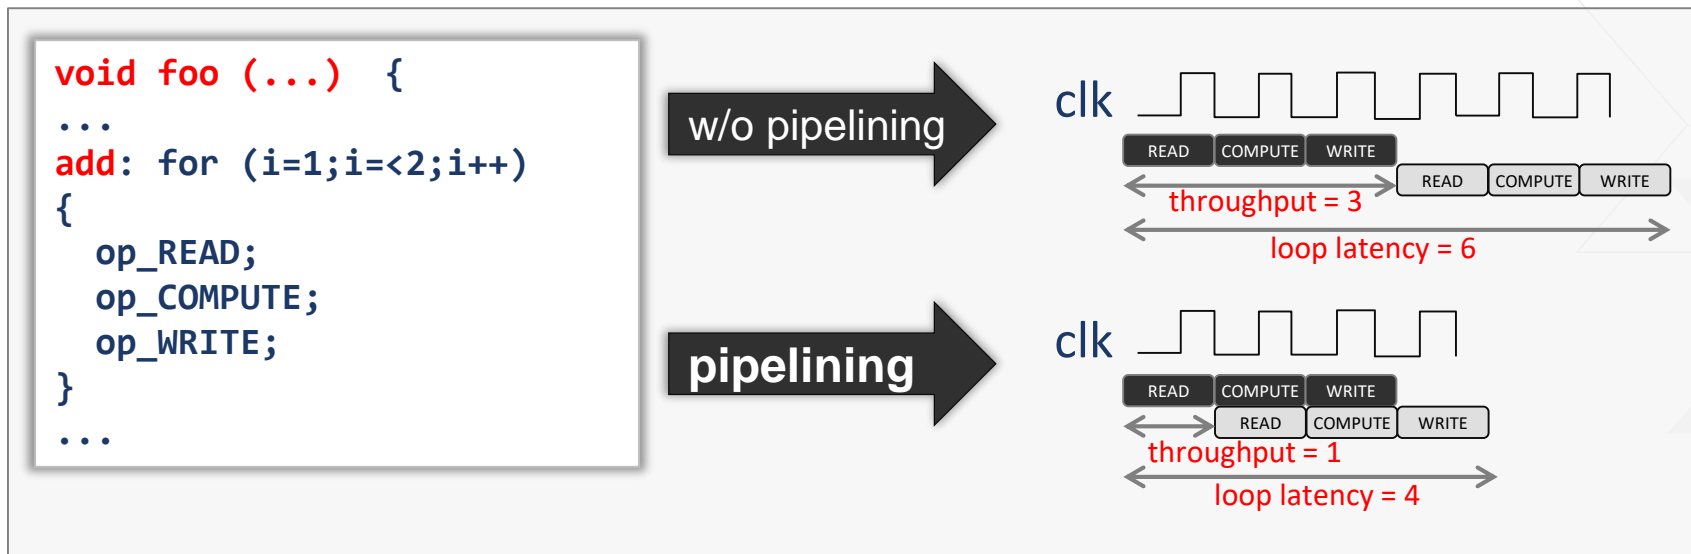 void foo (...)  {
...
add: for (i=1;i=<2;i++)
{
  op_READ;
  op_COMPUTE;
  op_WRITE;
}
...
w/o pipelining
clk
READ COMPUTE WRITE
READ COMPUTE WRITE
throughput = 3
loop latency = 6
pipelining
clk
READ COMPUTE WRITE
READ COMPUTE WRITE
throughput = 1
loop latency = 4